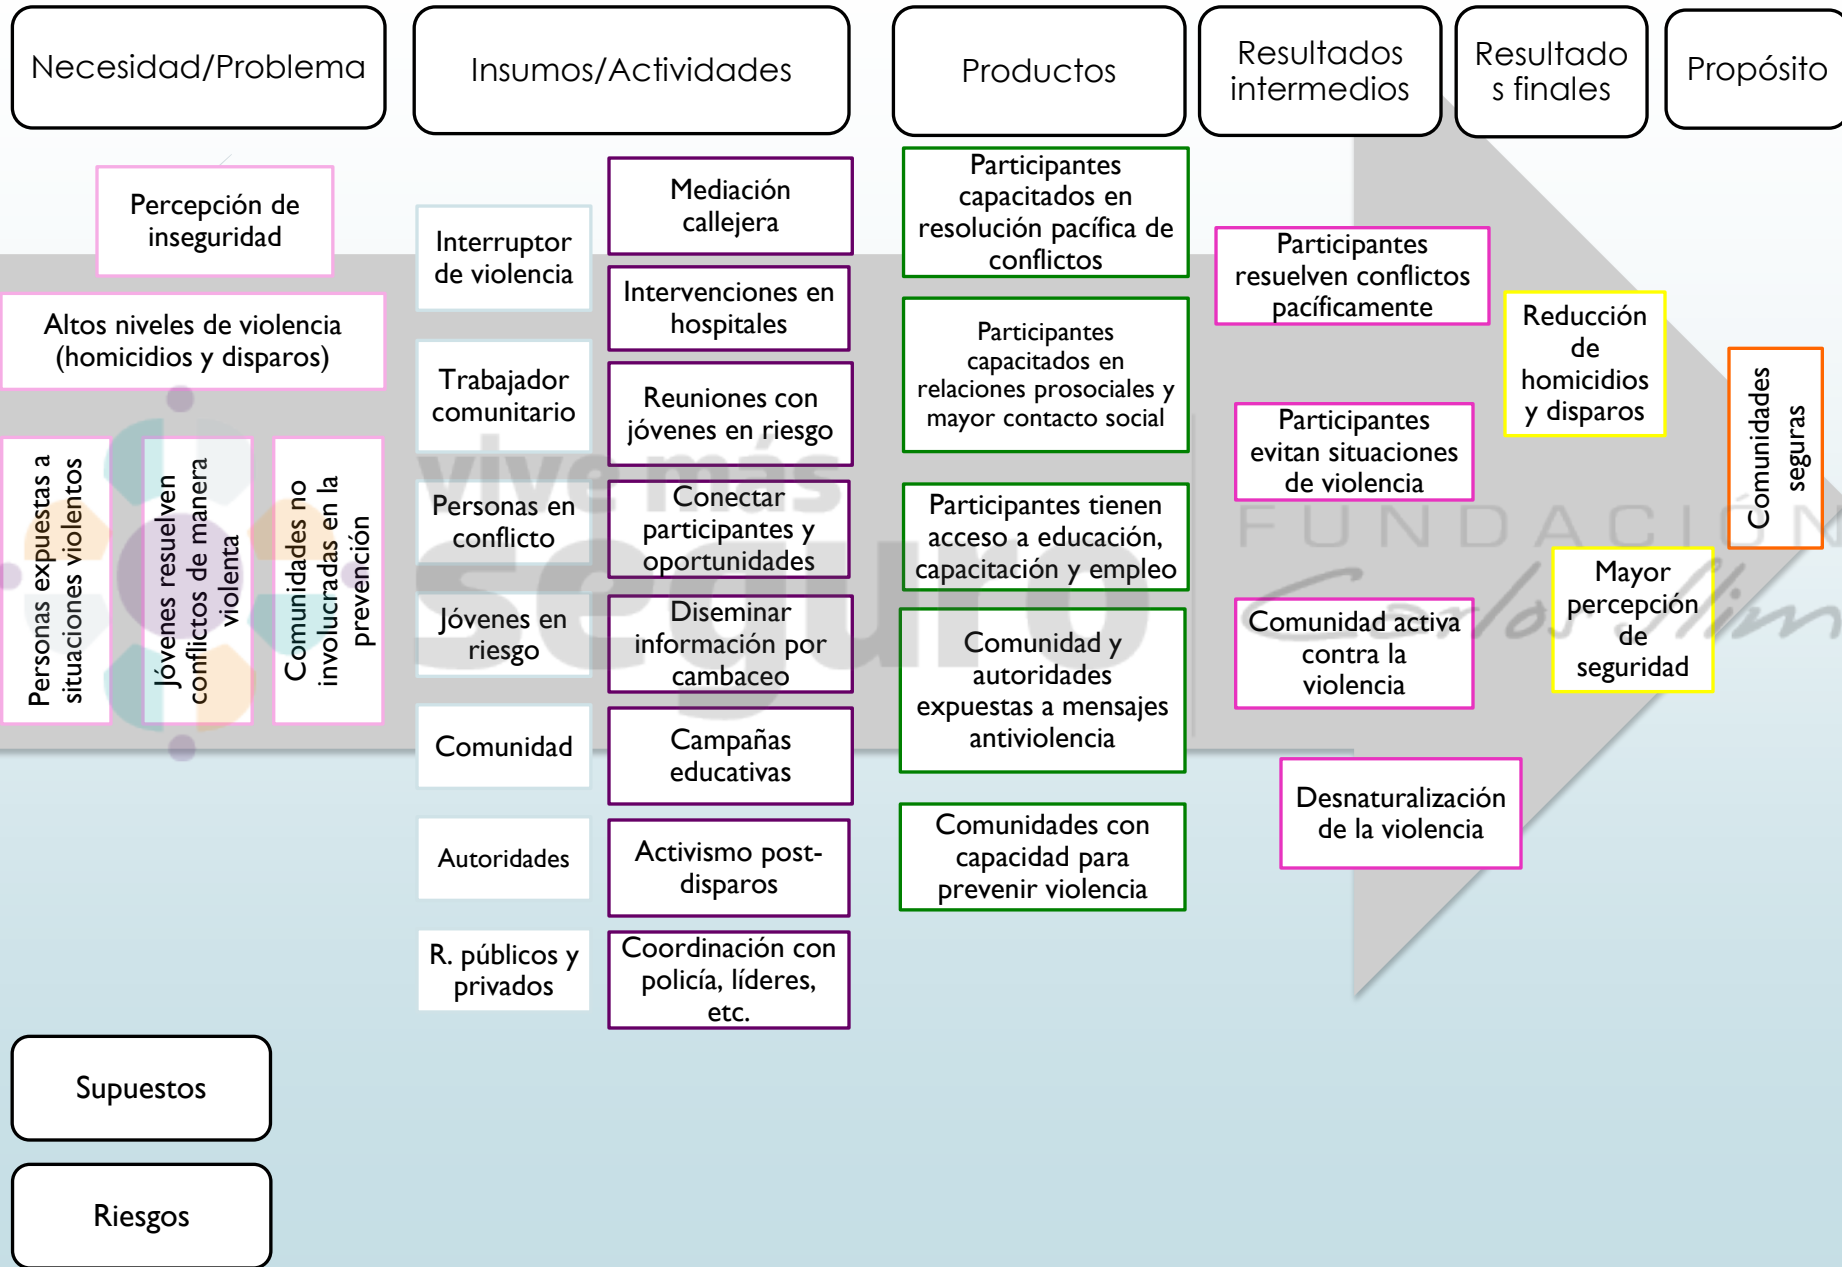 Necesidad/Problema
Insumos/Actividades
Productos
Resultados
intermedios
Resultado
s finales
Propósito
Percepción de
inseguridad
Altos niveles de violencia
(homicidios y disparos)
Personas expuestas a
situaciones violentos
Jóvenes resuelven
conflictos de manera
violenta
Comunidades no
involucradas en la
prevención
Interruptor
de violencia
Trabajador
comunitario
Personas en
conflicto
Jóvenes en
riesgo
Comunidad
Autoridades
R. públicos y
privados
Mediación
callejera
Intervenciones en
hospitales
Reuniones con
jóvenes en riesgo
Conectar
participantes y
oportunidades
Diseminar
información por
cambaceo
Campañas
educativas
Activismo post-
disparos
Coordinación con
policía, líderes,
etc.
Participantes
capacitados en
resolución pacífica de
conflictos
Participantes
capacitados en
relaciones prosociales y
mayor contacto social
Participantes tienen
acceso a educación,
capacitación y empleo
Comunidad y
autoridades
expuestas a mensajes
antiviolencia
Comunidades con
capacidad para
prevenir violencia
Participantes
resuelven conflictos
pacíficamente
Participantes
evitan situaciones
de violencia
Comunidad activa
contra la
violencia
Desnaturalización
de la violencia
Reducción
de
homicidios
y disparos
Mayor
percepción
de
seguridad
Comunidades
seguras
vive más
seguro
FUNDACIÓN
Carlos Slim
Supuestos
Riesgos